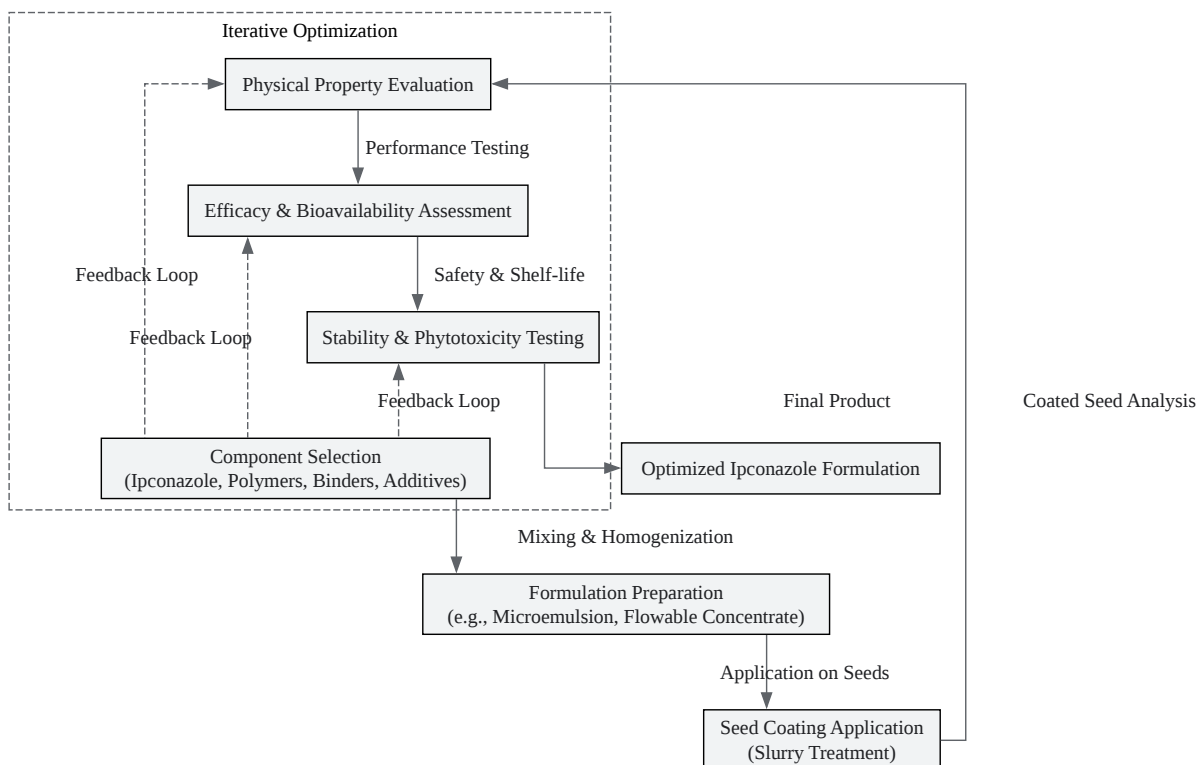 Iterative Optimization
Physical Property Evaluation
Performance Testing
Efficacy & Bioavailability Assessment
Feedback Loop
Safety & Shelf-life
Feedback Loop
Stability & Phytotoxicity Testing
Feedback Loop
Final Product
Coated Seed Analysis
Component Selection
(Ipconazole, Polymers, Binders, Additives)
Optimized Ipconazole Formulation
Mixing & Homogenization
Formulation Preparation
(e.g., Microemulsion, Flowable Concentrate)
Application on Seeds
Seed Coating Application
(Slurry Treatment)